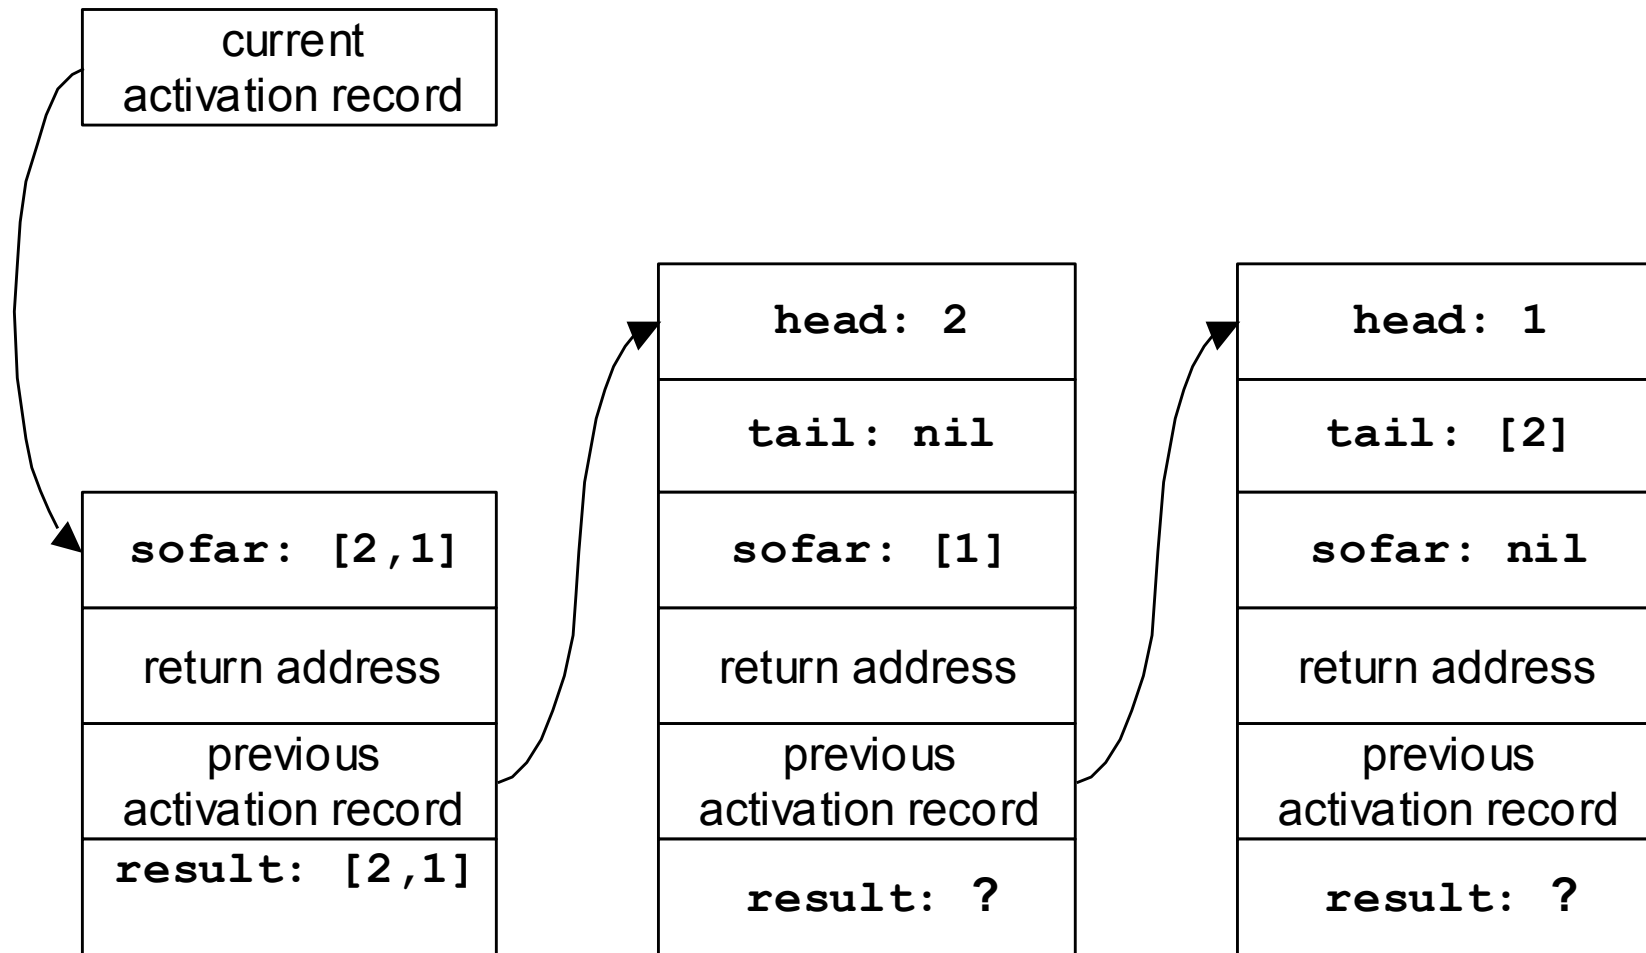 current
activation record
sofar: [2,1]
return address
previous
activation record
result: [2,1]
head: 2
tail: nil
sofar: [1]
return address
previous
activation record
result: ?
head: 1
tail: [2]
sofar: nil
return address
previous
activation record
result: ?